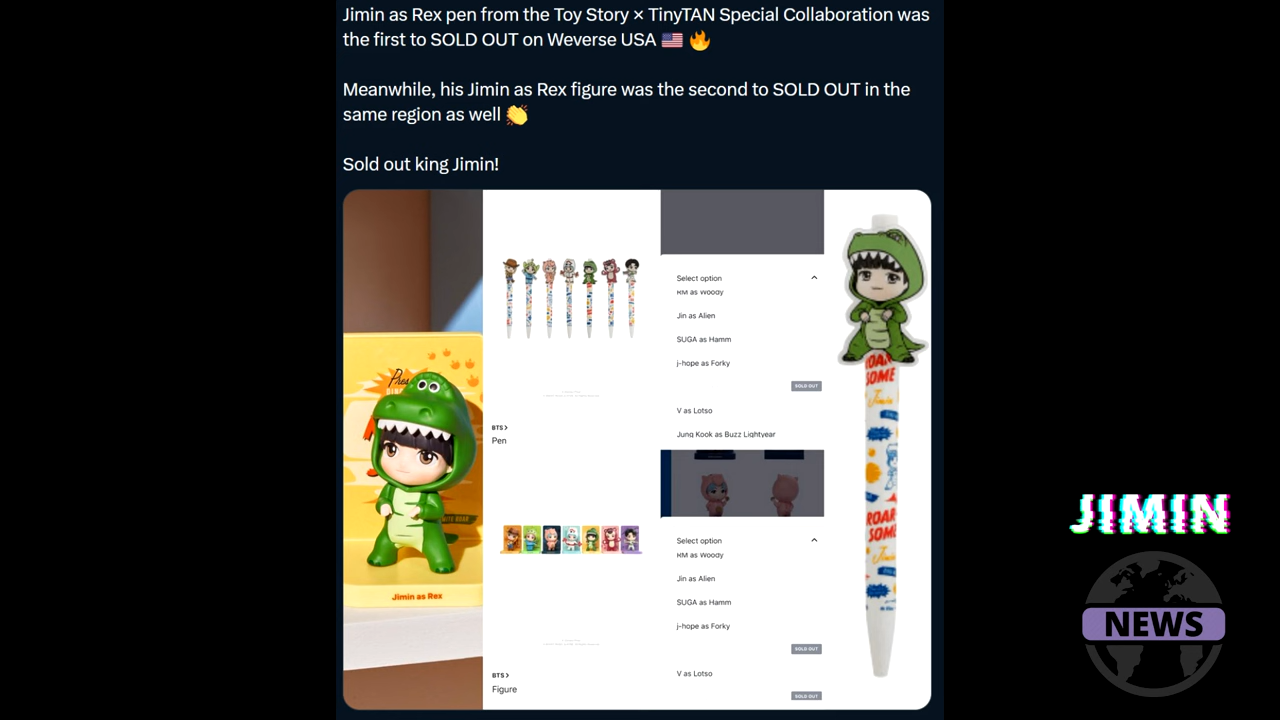 Jimin as Rex pen from the Toy Story × TinyTAN Special Collaboration was
the first to SOLD OUT on Weverse USA 🇺🇸 🔥
Meanwhile, his Jimin as Rex figure was the second to SOLD OUT in the
same region as well 👏
Sold out king Jimin!
Jimin as Rex
BTS >
Pen
BTS >
Figure
Select option
RM as Woody
Jin as Alien
SUGA as Hamm
j-hope as Forky
SOLD OUT
V as Lotso
Jung Kook as Buzz Lightyear
Select option
RM as Woody
Jin as Alien
SUGA as Hamm
j-hope as Forky
SOLD OUT
V as Lotso
SOLD OUT
ROAR
SOME
Jimin
ROAR
SOME
Jimin
JIMIN
NEWS